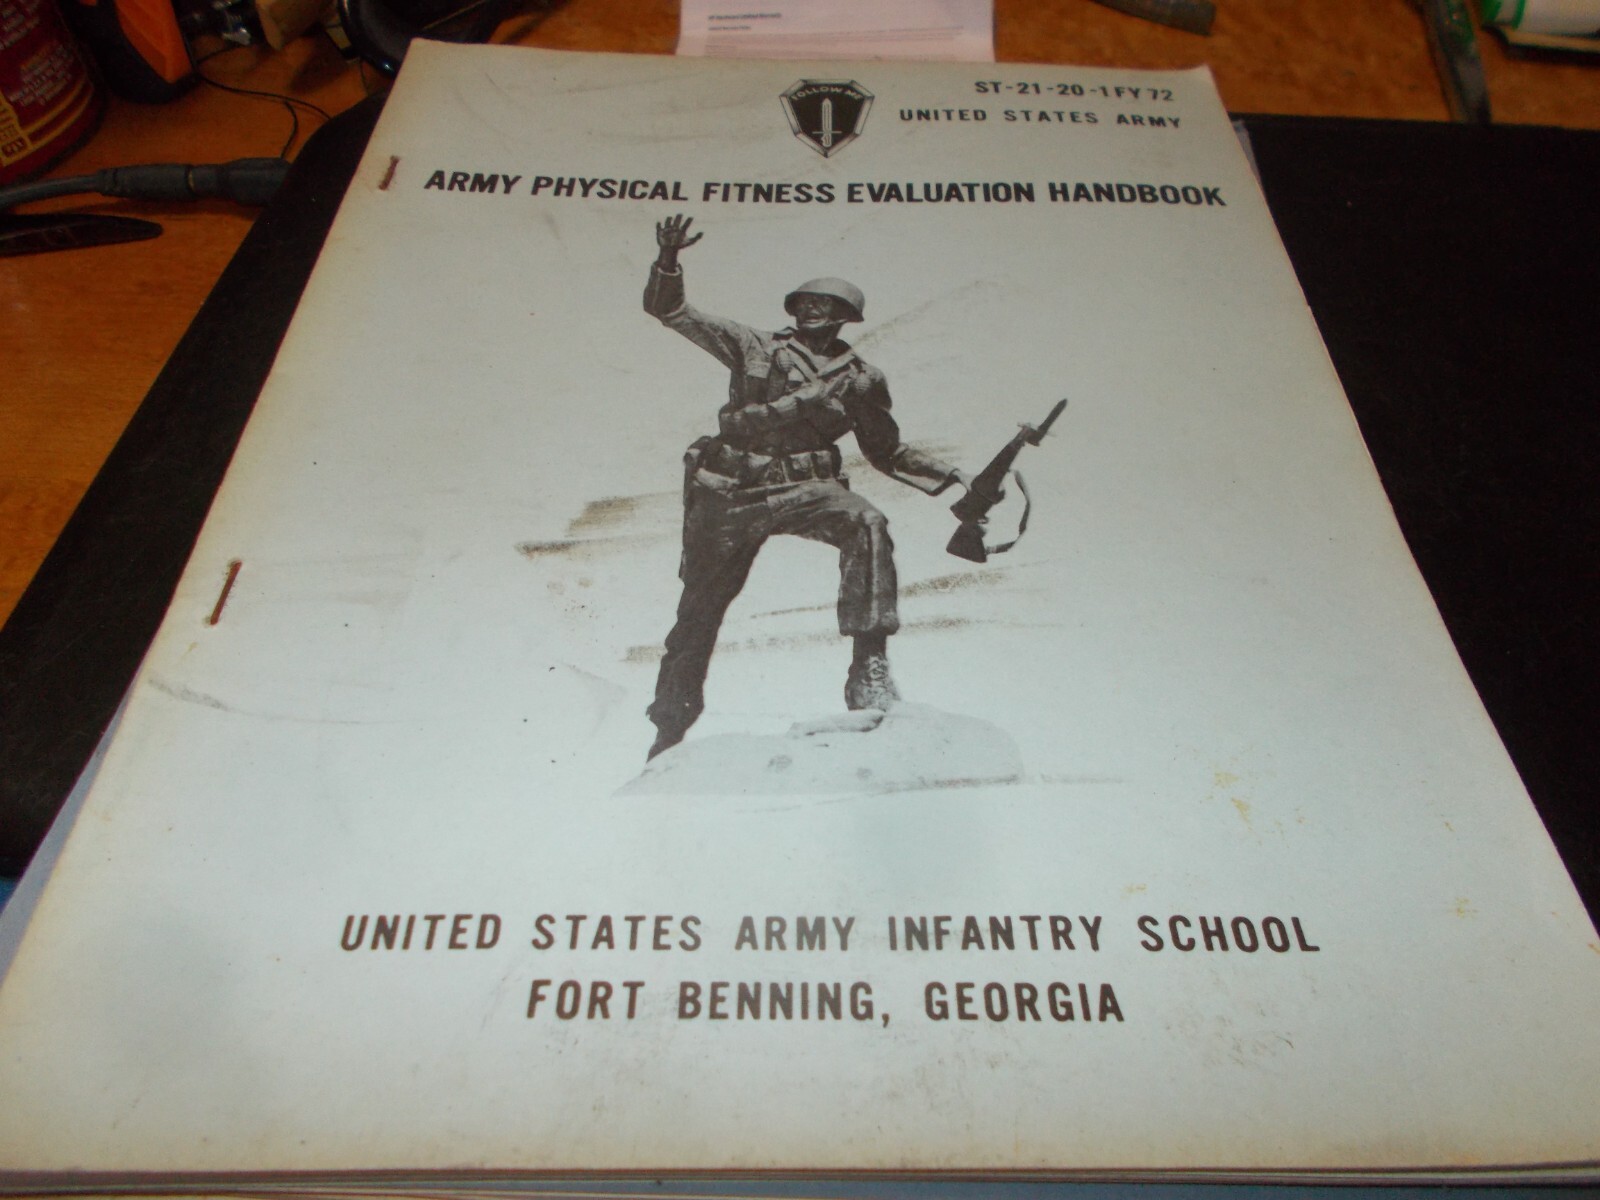 FOLLOW ME
ST-21-20-1 FY 72
UNITED STATES ARMY
ARMY PHYSICAL FITNESS EVALUATION HANDBOOK
UNITED STATES ARMY INFANTRY SCHOOL
FORT BENNING, GEORGIA